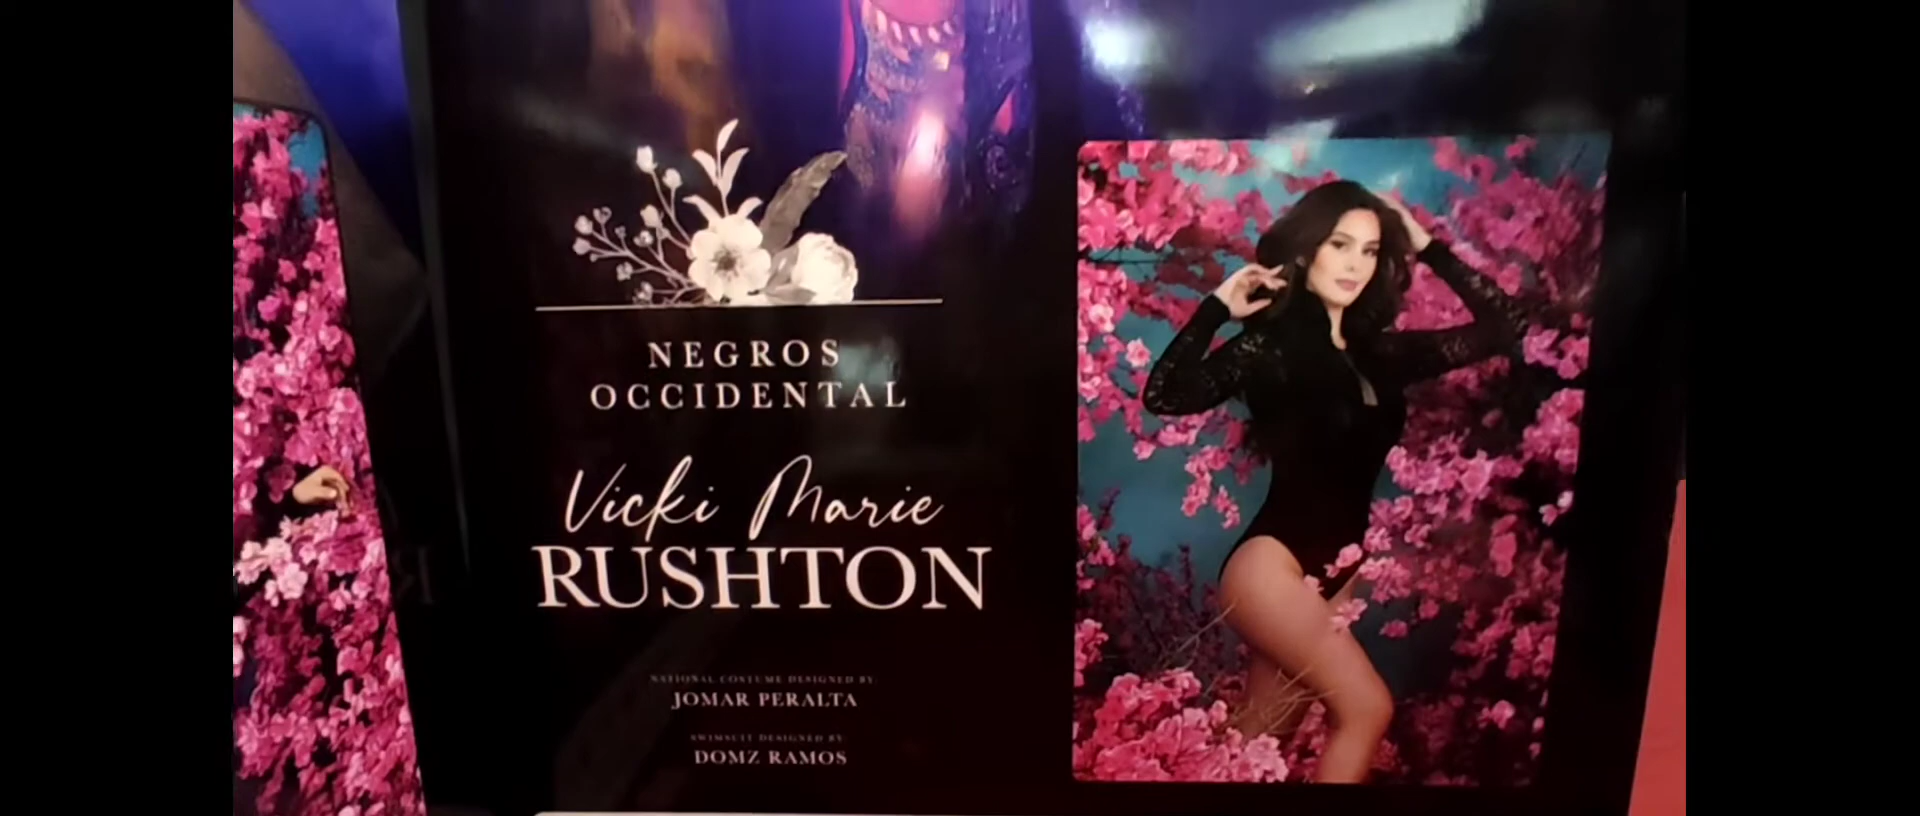 NEGROS
OCCIDENTAL
Vicki Marie
RUSHTON
NATIONAL COSTUME DESIGNED BY:
JOMAR PERALTA
SWIMSUIT DESIGNED BY:
DOMZ RAMOS